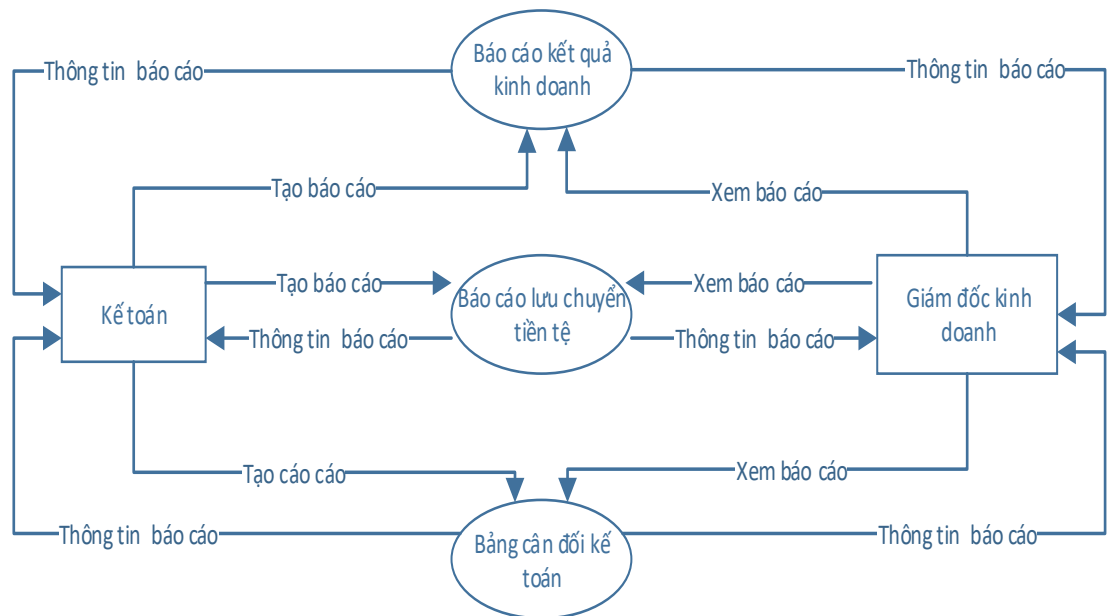 Báo cáo kết quả
kinh doanh
Thông tin báo cáo
Thông tin báo cáo
Tạo báo cáo
Xem báo cáo
Kế toán
Tạo báo cáo
Báo cáo lưu chuyển
tiền tệ
Xem báo cáo
Giám đốc kinh
doanh
Thông tin báo cáo
Thông tin báo cáo
Tạo cáo cáo
Xem báo cáo
Thông tin báo cáo
Bảng cân đối kế
toán
Thông tin báo cáo